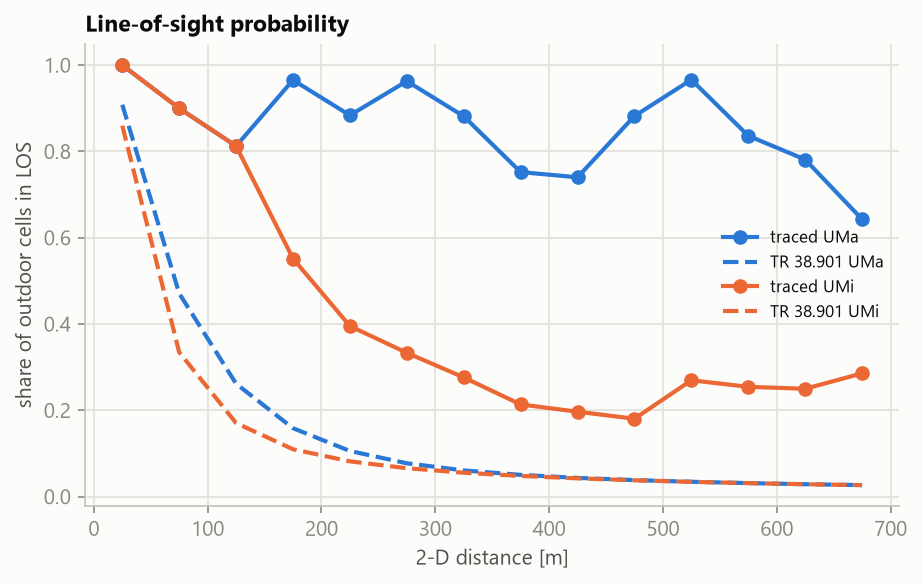 Line-of-sight probability
1.0
0.8
0.6
0.4
0.2
0.0
share of outdoor cells in LOS
traced UMa
TR 38.901 UMa
traced UMi
TR 38.901 UMi
0 100 200 300 400 500 600 700
2-D distance [m]